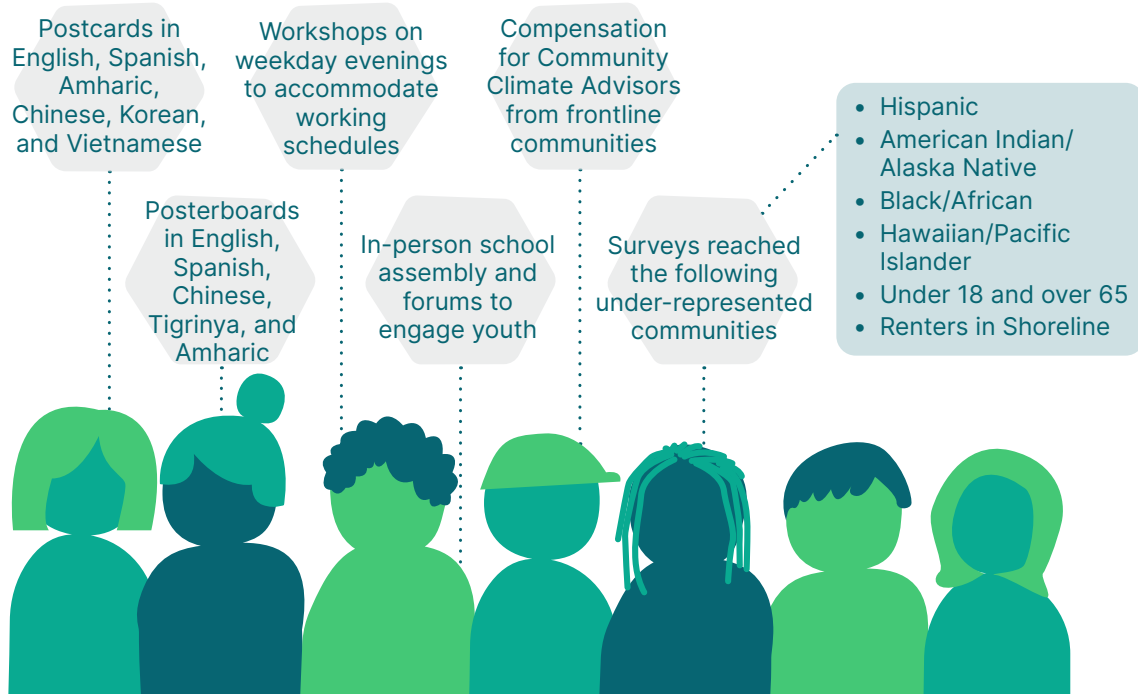 Postcards in
English, Spanish,
Amharic,
Chinese, Korean,
and Vietnamese
Workshops on
weekday evenings
to accommodate
working
schedules
Compensation
for Community
Climate Advisors
from frontline
communities
Posterboards
in English,
Spanish,
Chinese,
Tigrinya, and
Amharic
In-person school
assembly and
forums to
engage youth
Surveys reached
the following
under-represented
communities
• Hispanic
• American Indian/
Alaska Native
• Black/African
• Hawaiian/Pacific
Islander
• Under 18 and over 65
• Renters in Shoreline